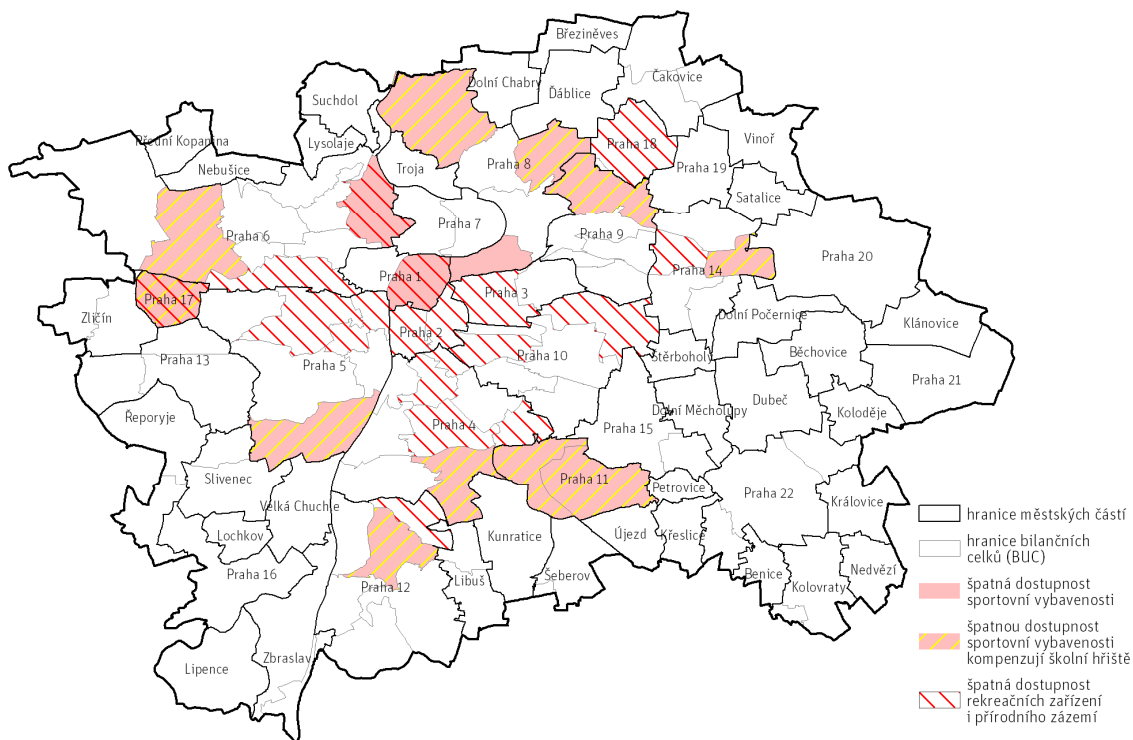 Březiněves
Čakovice
Dolní Chabry
Ďáblice
Suchdol
Vinoř
Přední Kopanina
Lysolaje
Praha 18
Nebušice
Troja
Praha 8
Praha 19
Satalice
Praha 7
Praha 6
Praha 9
Praha 20
Praha 1
Praha 14
Praha 3
Praha 17
Dolní Počernice
Zličín
Klánovice
Praha 2
Praha 10
Běchovice
Praha 13
Praha 5
Štěrboholy
Praha 21
Dubeč
Řeporyje
Dolní Měcholupy
Koloděje
Praha 4
Praha 15
Slivenec
Praha 11
Petrovice
Praha 22
Královice
Velká Chuchle
Lochkov
Kunratice
Újezd
Křeslice
Praha 16
Libuš
Šeberov
Benice
Nedvězí
Praha 12
Kolovraty
Lipence
Zbraslav
hranice městských částí
hranice bilančních
celků (BUC)
špatná dostupnost
sportovní vybavenosti
špatnou dostupnost
sportovní vybavenosti
kompenzují školní hřiště
špatná dostupnost
rekreačních zařízení
i přírodního zázemí